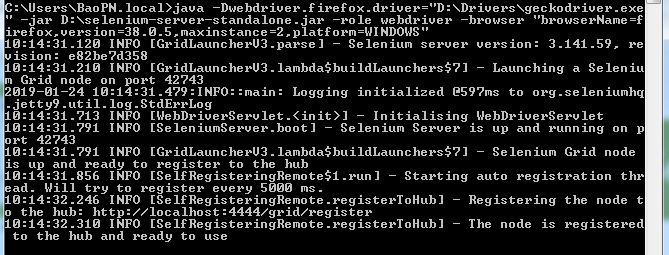 C:\Users\BaoPN.local>java -Dwebdriver.firefox.driver="D:\Drivers\geckodriver.exe
" -jar D:\selenium-server-standalone.jar -role webdriver -browser "browserName=f
irefox,version=38.0.5,maxinstance=2,platform=WINDOWS"
10:14:31.120 INFO [GridLauncherV3.parse] - Selenium server version: 3.141.59, re
vision: e82be7d358
10:14:31.210 INFO [GridLauncherV3.lambda$buildLaunchers$7] - Launching a Seleniu
m Grid node on port 42743
2019-01-24 10:14:31.479:INFO::main: Logging initialized @597ms to org.seleniumhq
.jetty9.util.log.StdErrLog
10:14:31.713 INFO [WebDriverServlet.<init>] - Initialising WebDriverServlet
10:14:31.791 INFO [SeleniumServer.boot] - Selenium Server is up and running on p
ort 42743
10:14:31.791 INFO [GridLauncherV3.lambda$buildLaunchers$7] - Selenium Grid node
is up and ready to register to the hub
10:14:31.856 INFO [SelfRegisteringRemote$1.run] - Starting auto registration thr
ead. Will try to register every 5000 ms.
10:14:32.246 INFO [SelfRegisteringRemote.registerToHub] - Registering the node t
o the hub: http://localhost:4444/grid/register
10:14:32.310 INFO [SelfRegisteringRemote.registerToHub] - The node is registered
 to the hub and ready to use